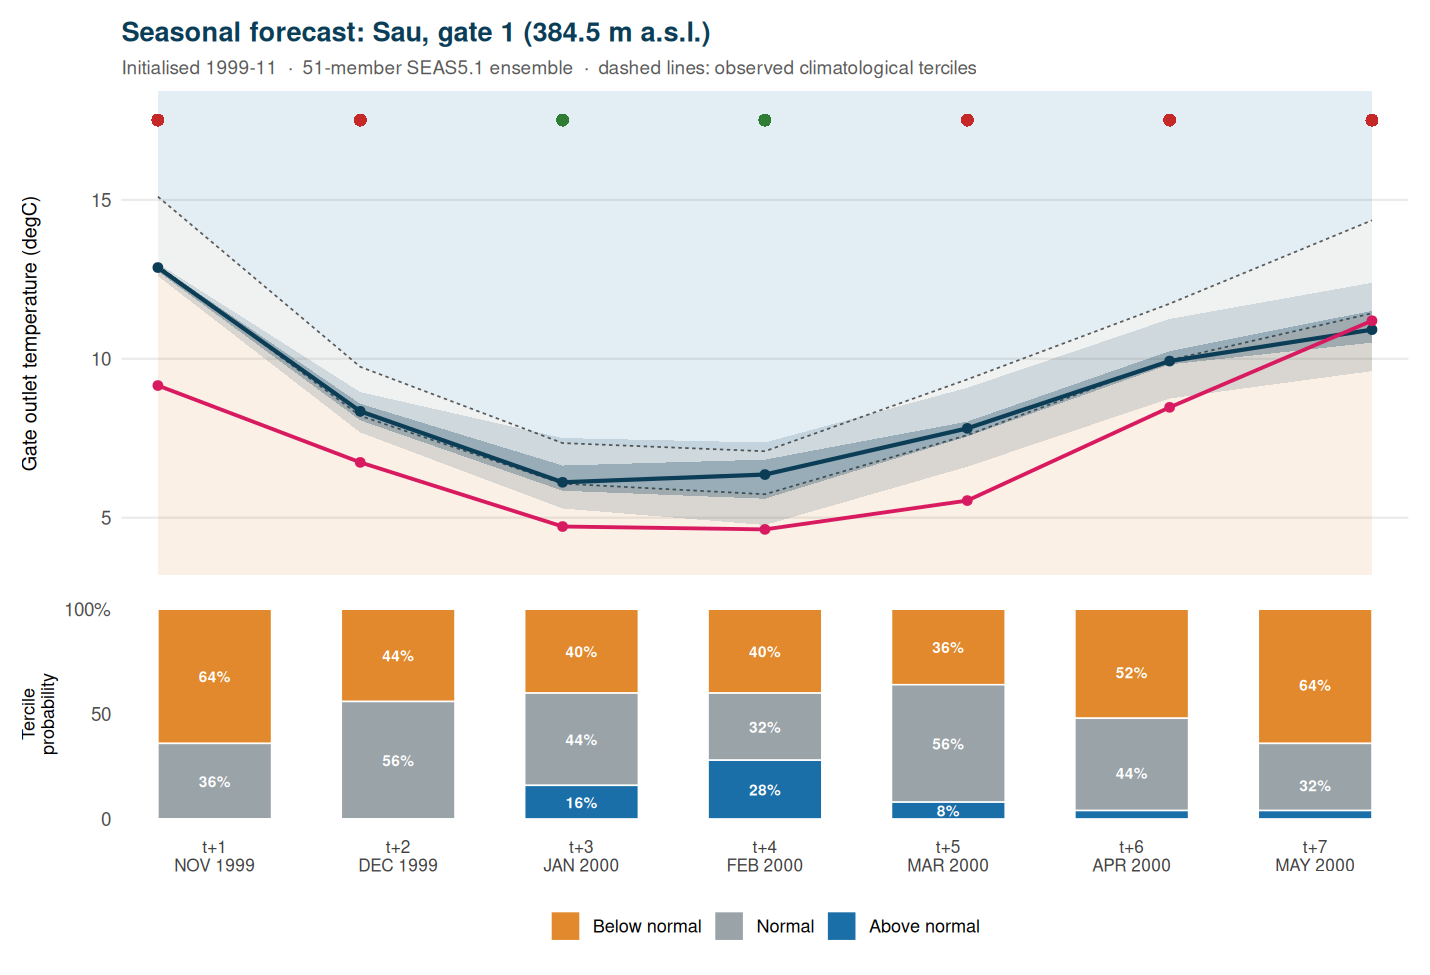 Seasonal forecast: Sau, gate 1 (384.5 m a.s.l.)
Initialised 1999-11 · 51-member SEAS5.1 ensemble · dashed lines: observed climatological terciles
Gate outlet temperature (degC)
15
10
5
Tercile
probability
100%
50
0
64%
44%
40%
40%
36%
52%
64%
36%
56%
44%
32%
56%
44%
32%
16%
28%
8%
t+1
NOV 1999
t+2
DEC 1999
t+3
JAN 2000
t+4
FEB 2000
t+5
MAR 2000
t+6
APR 2000
t+7
MAY 2000
Below normal
Normal
Above normal